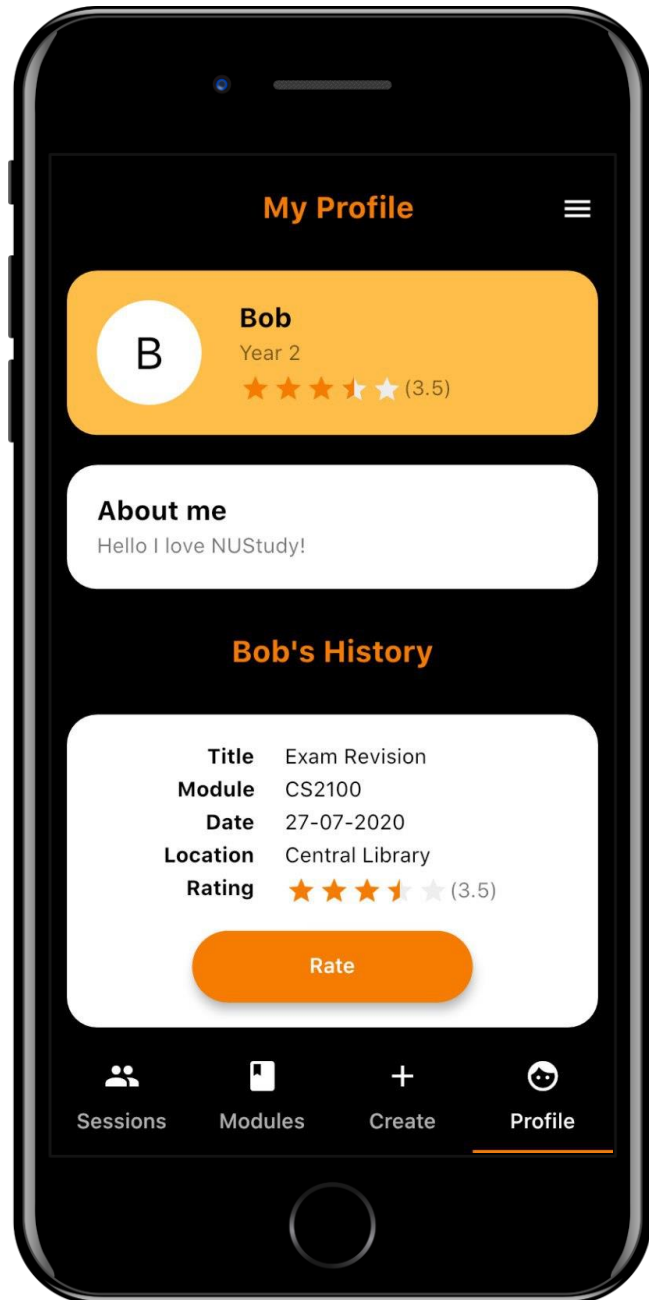 My Profile
B
Bob
Year 2
(3.5)
About me
Hello I love NUStudy!
Bob's History
Title Exam Revision
Module CS2100
Date 27-07-2020
Location Central Library
Rating (3.5)
Rate
Sessions Modules Create Profile